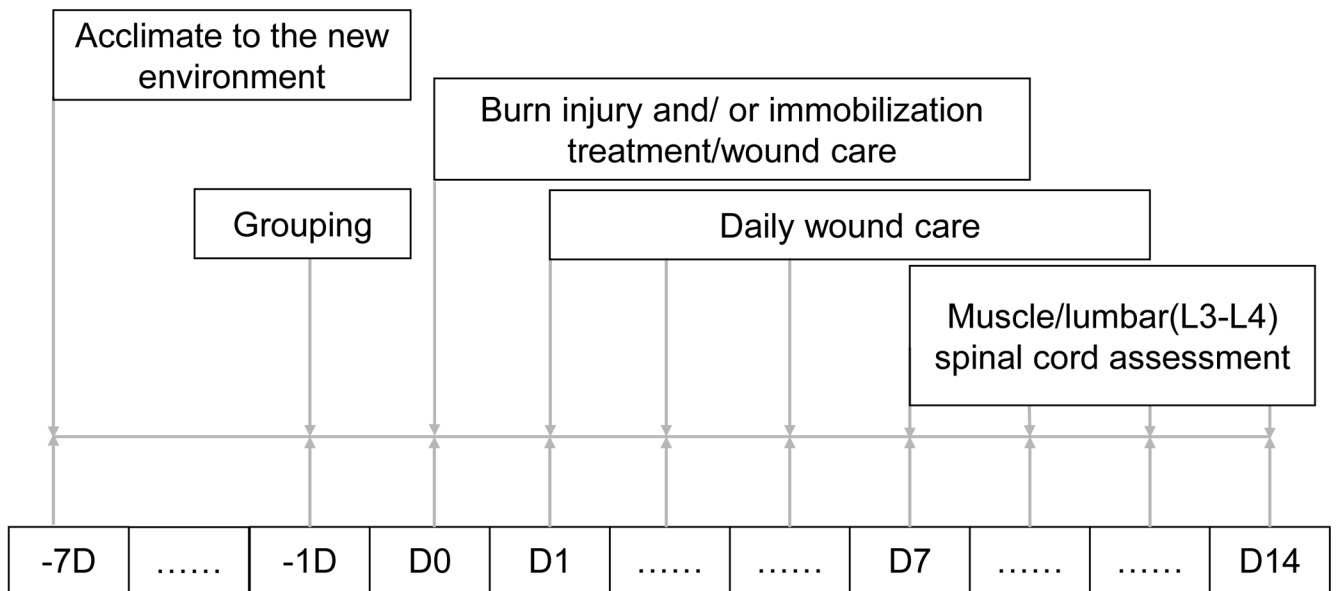 Acclimate to the new
environment
Burn injury and/ or immobilization
treatment/wound care
Grouping
Daily wound care
Muscle/lumbar(L3-L4)
spinal cord assessment
-7D
......
-1D
D0
D1
......
......
D7
......
......
D14